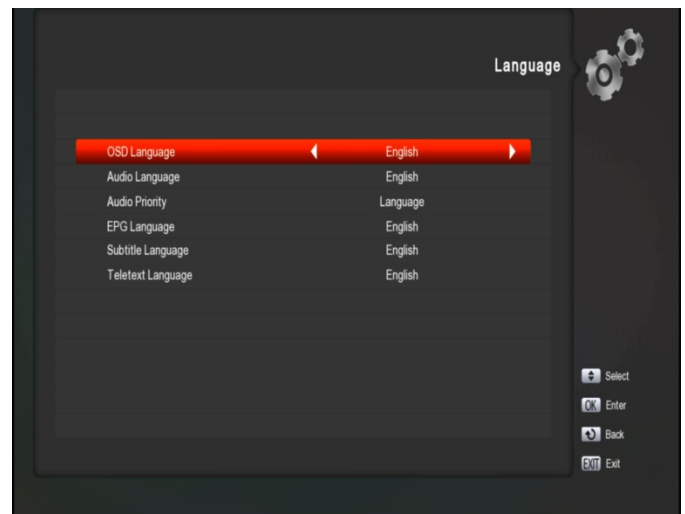 Language
OSD Language English
Audio Language English
Audio Priority Language
EPG Language English
Subtitle Language English
Teletext Language English
Select
OK Enter
Back
EXIT Exit